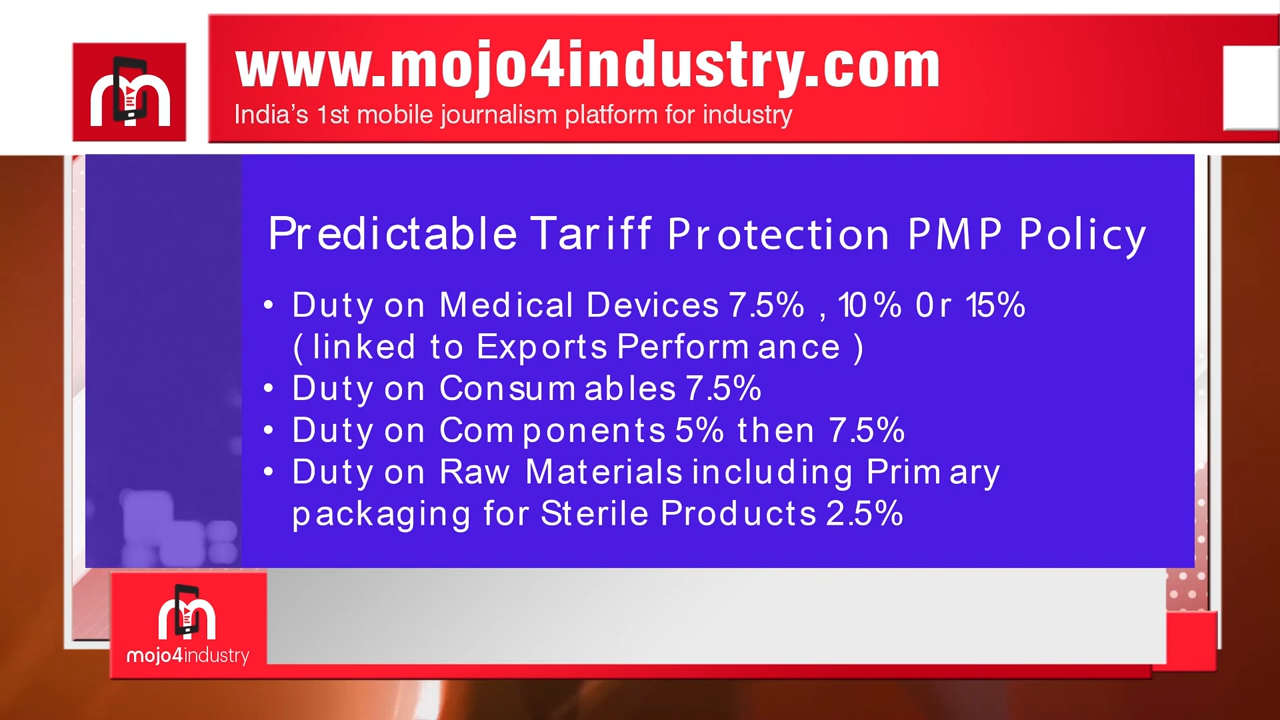 www.mojo4industry.com
India's 1st mobile journalism platform for industry
Predictable Tariff Protection PMP Policy
• Duty on Medical Devices 7.5% , 10% 0r 15%
( linked to Exports Performance )
• Duty on Consumables 7.5%
• Duty on Components 5% then 7.5%
• Duty on Raw Materials including Primary
packaging for Sterile Products 2.5%
mojo4industry